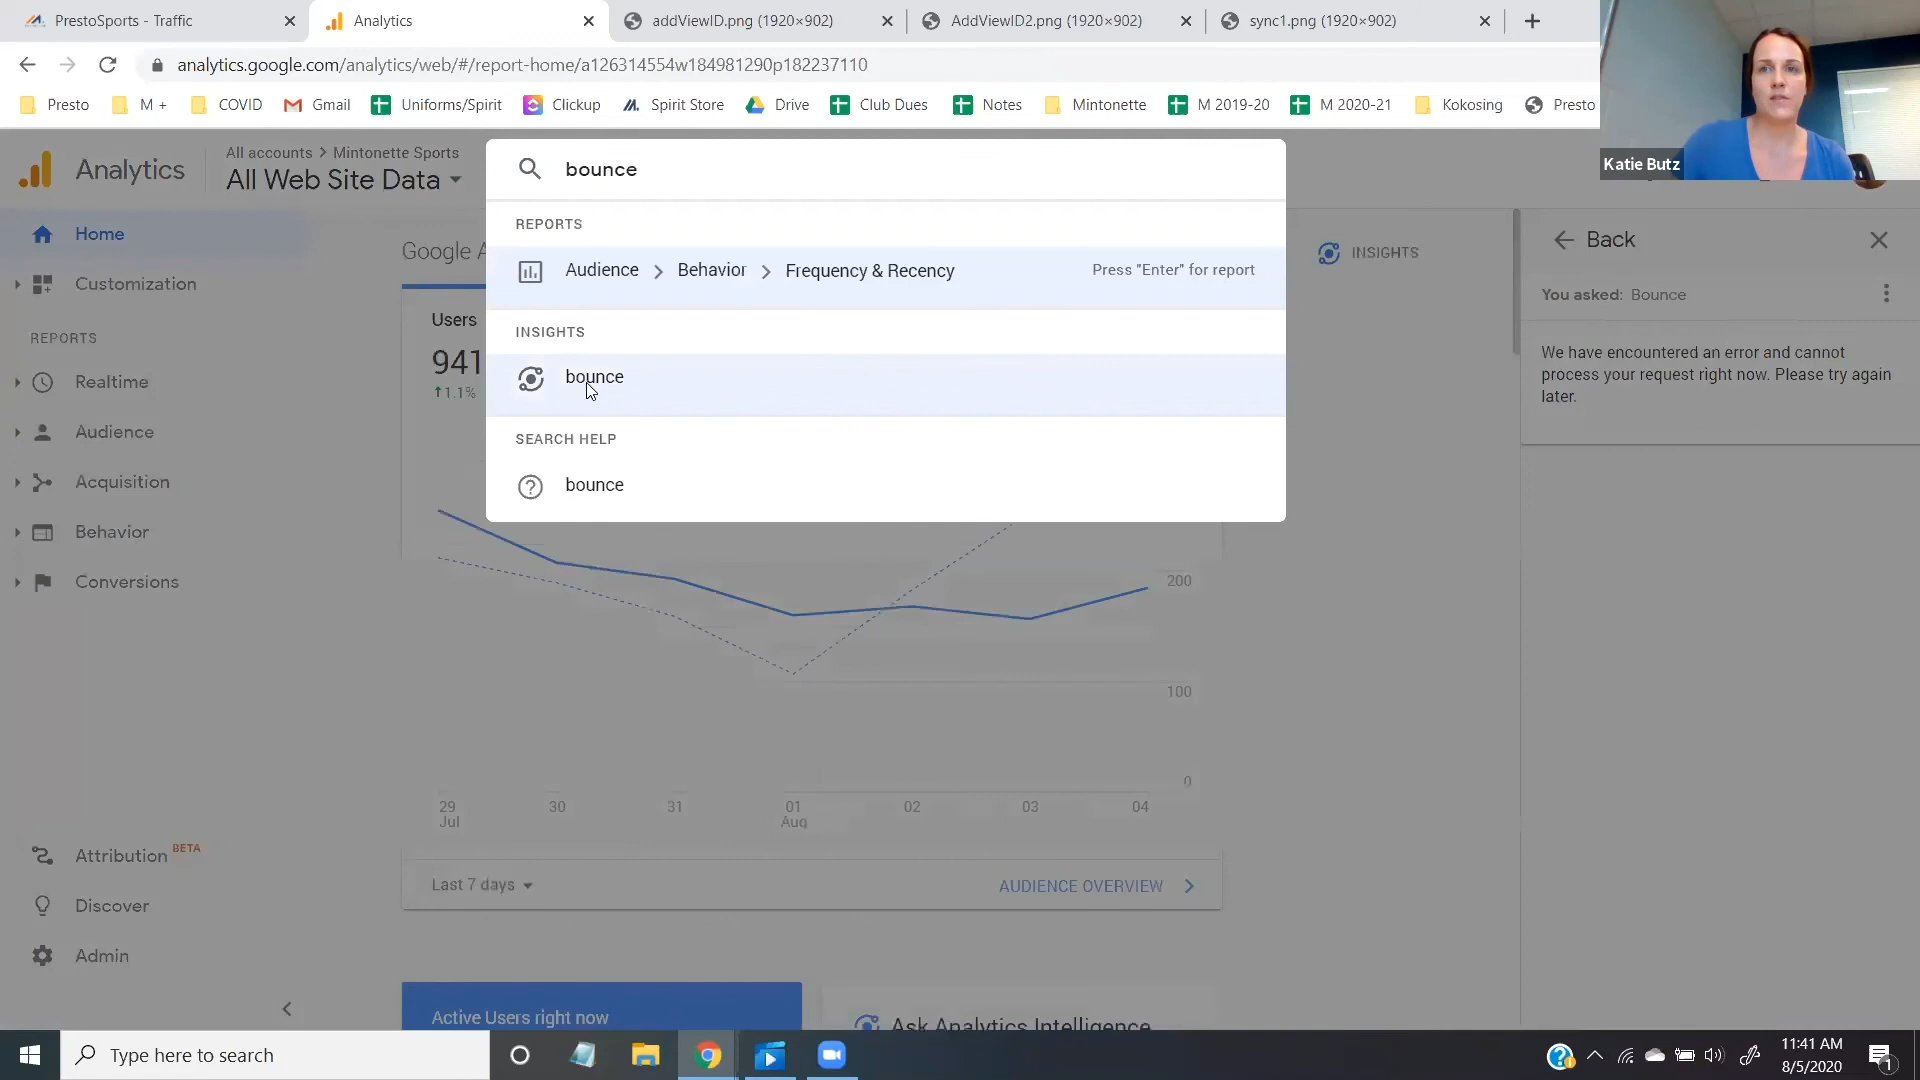 PrestoSports - Traffic
Analytics
addViewID.png (1920×902)
AddViewID2.png (1920×902)
sync1.png (1920×902)
analytics.google.com/analytics/web/#/report-home/a126314554w184981290p182237110
Presto
M +
COVID
Gmail
Uniforms/Spirit
Clickup
Spirit Store
Drive
Club Dues
Notes
Mintonette
M 2019-20
M 2020-21
Kokosing
Presto
Katie Butz
Analytics
All accounts > Mintonette Sports
All Web Site Data
bounce
REPORTS
Audience > Behavior > Frequency & Recency
Press "Enter" for report
INSIGHTS
bounce
SEARCH HELP
bounce
Home
Customization
REPORTS
Realtime
Audience
Acquisition
Behavior
Conversions
Attribution BETA
Discover
Admin
Google A
Users
941
1.1%
INSIGHTS
200
100
0
29
Jul
30
31
01
Aug
02
03
04
Last 7 days
AUDIENCE OVERVIEW
Active Users right now
Ask Analytics Intelligence
Back
You asked: Bounce
We have encountered an error and cannot
process your request right now. Please try again
later.
Type here to search
11:41 AM
8/5/2020
1